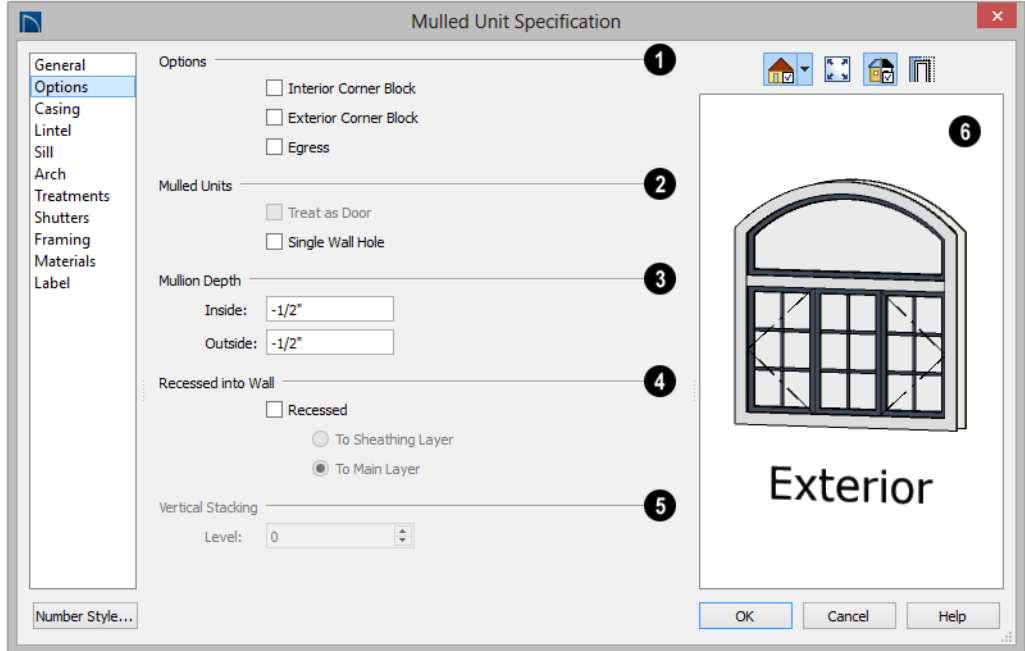 Mulled Unit Specification
General
Options
Casing
Lintel
Sill
Arch
Treatments
Shutters
Framing
Materials
Label
Options 1
Interior Corner Block
Exterior Corner Block
Egress
Mulled Units 2
Treat as Door
Single Wall Hole
Mullion Depth 3
Inside: -1/2"
Outside: -1/2"
Recessed into Wall 4
Recessed
To Sheathing Layer
To Main Layer
Vertical Stacking 5
Level: 0
6
Exterior
Number Style...
OK Cancel Help